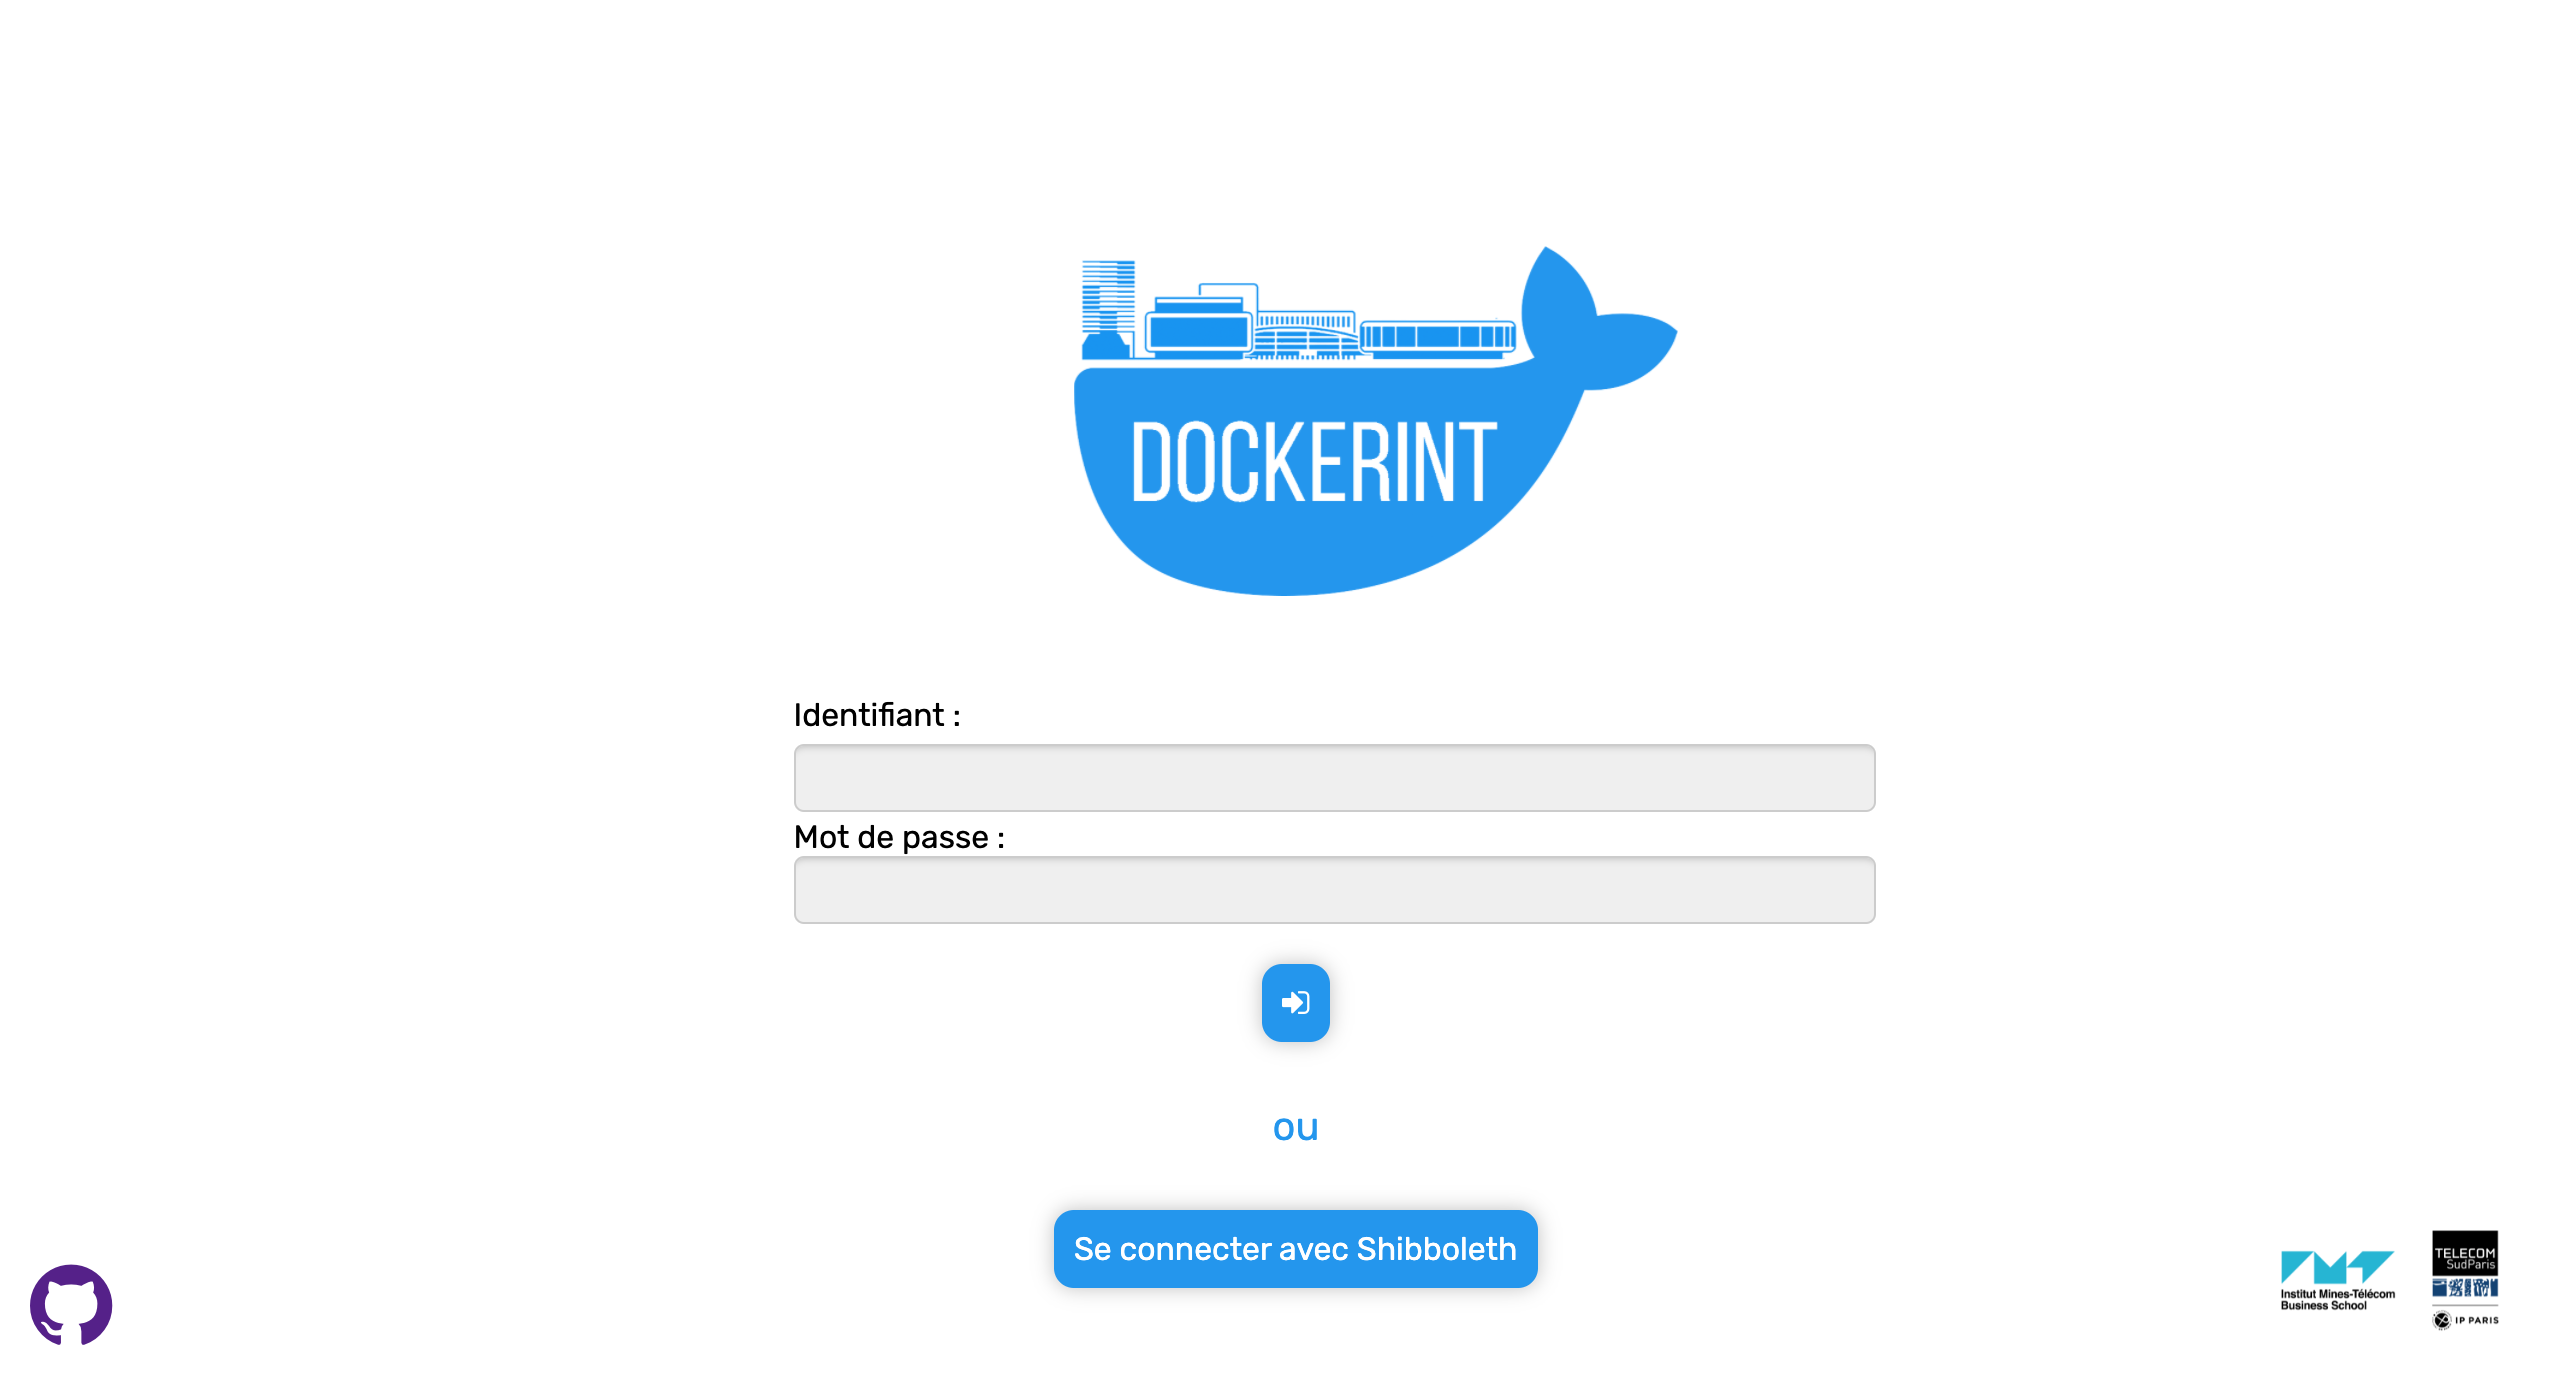 DOCKERINT
Identifiant :
Mot de passe :
ou
Se connecter avec Shibboleth
Institut Mines-Télécom
Business School
TELECOM
SudParis
IP PARIS